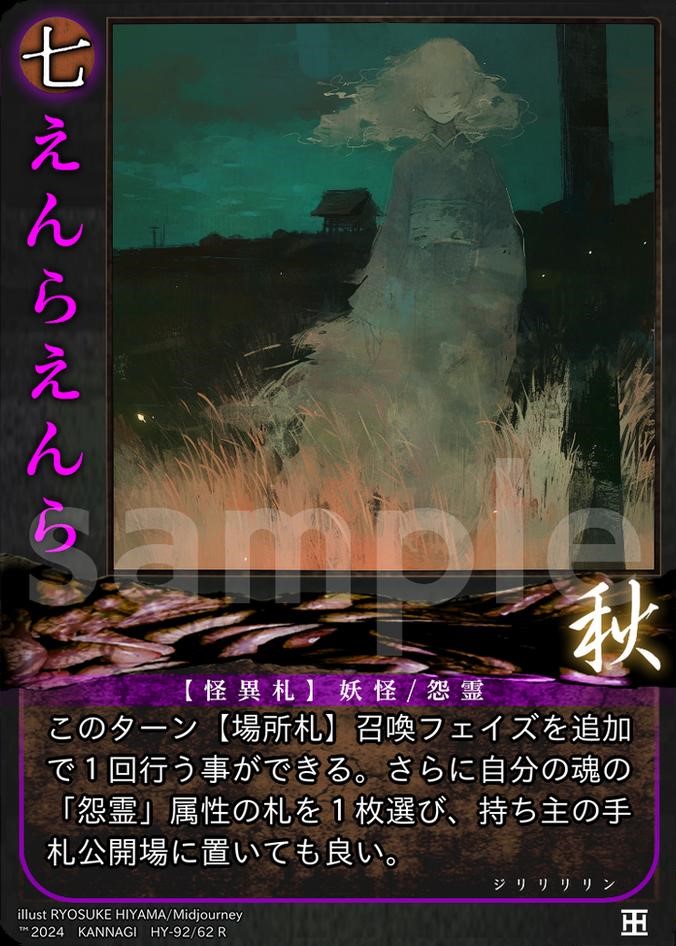 七
えんらえんら
sample
秋
【怪異札】妖怪/怨霊
このターン【場所札】召喚フェイズを追加
で１回行う事ができる。さらに自分の魂の
「怨霊」属性の札を１枚選び、持ち主の手
札公開場に置いても良い。
ジリリリリン
illust RYOSUKE HIYAMA/Midjourney
™2024 KANNAGI HY-92/62 R